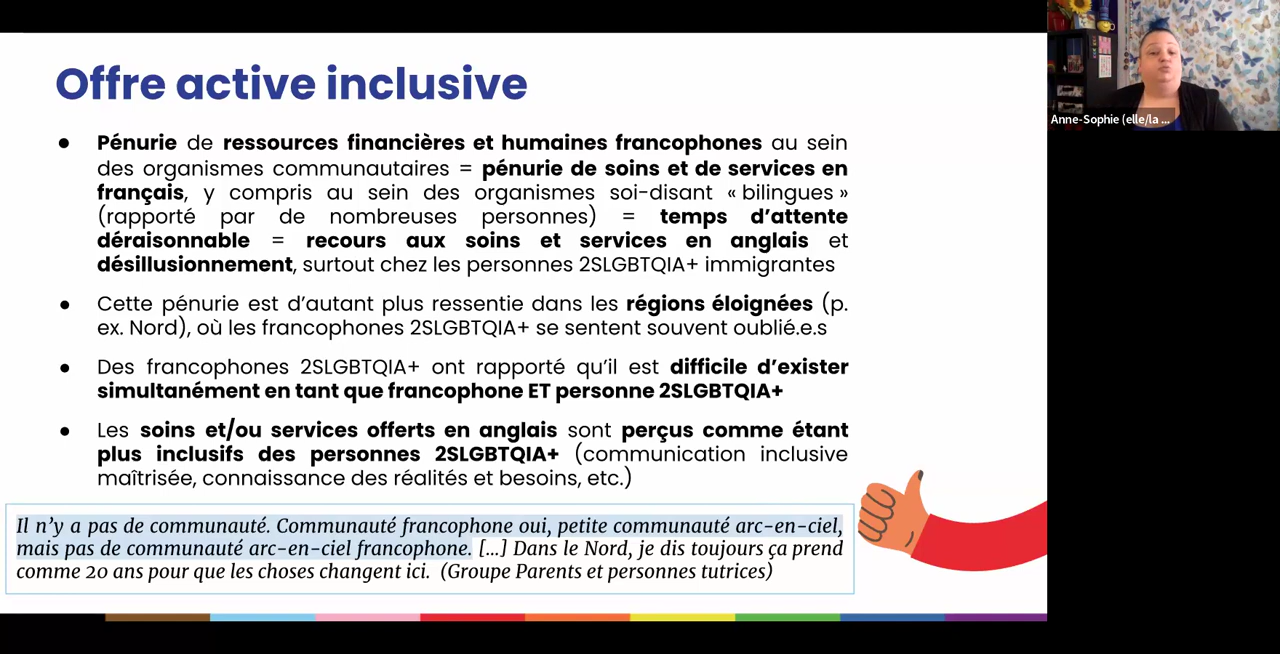 Offre active inclusive
● Pénurie de ressources financières et humaines francophones au sein
des organismes communautaires = pénurie de soins et de services en
français, y compris au sein des organismes soi-disant « bilingues »
(rapporté par de nombreuses personnes) = temps d’attente
déraisonnable = recours aux soins et services en anglais et
désillusionnement, surtout chez les personnes 2SLGBTQIA+ immigrantes
● Cette pénurie est d’autant plus ressentie dans les régions éloignées (p.
ex. Nord), où les francophones 2SLGBTQIA+ se sentent souvent oublié.e.s
● Des francophones 2SLGBTQIA+ ont rapporté qu’il est difficile d’exister
simultanément en tant que francophone ET personne 2SLGBTQIA+
● Les soins et/ou services offerts en anglais sont perçus comme étant
plus inclusifs des personnes 2SLGBTQIA+ (communication inclusive
maîtrisée, connaissance des réalités et besoins, etc.)
Il n’y a pas de communauté. Communauté francophone oui, petite communauté arc-en-ciel,
mais pas de communauté arc-en-ciel francophone. [...] Dans le Nord, je dis toujours ça prend
comme 20 ans pour que les choses changent ici. (Groupe Parents et personnes tutrices)
Anne-Sophie (elle/la ...